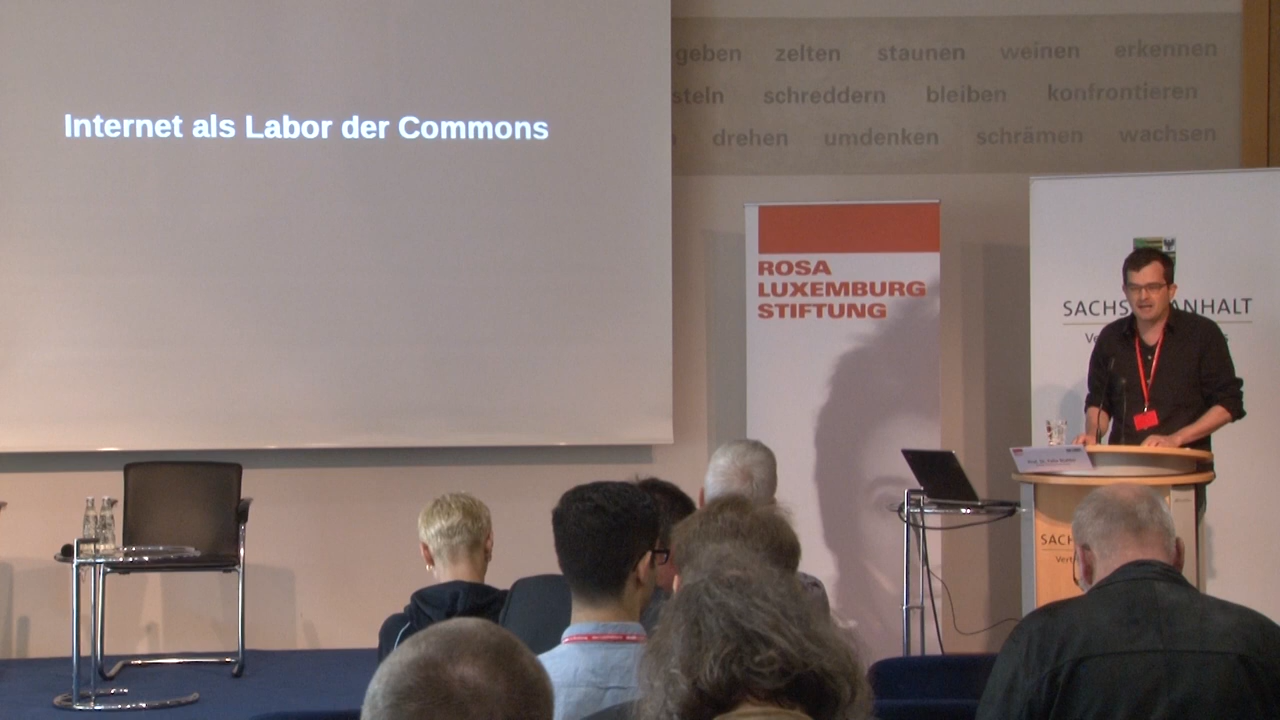 Internet als Labor der Commons
geben zelten staunen weinen erkennen
steln schreddern bleiben konfrontieren
drehen umdenken schrämen wachsen
ROSA
LUXEMBURG
STIFTUNG
SACHS ANHALT
SACHS